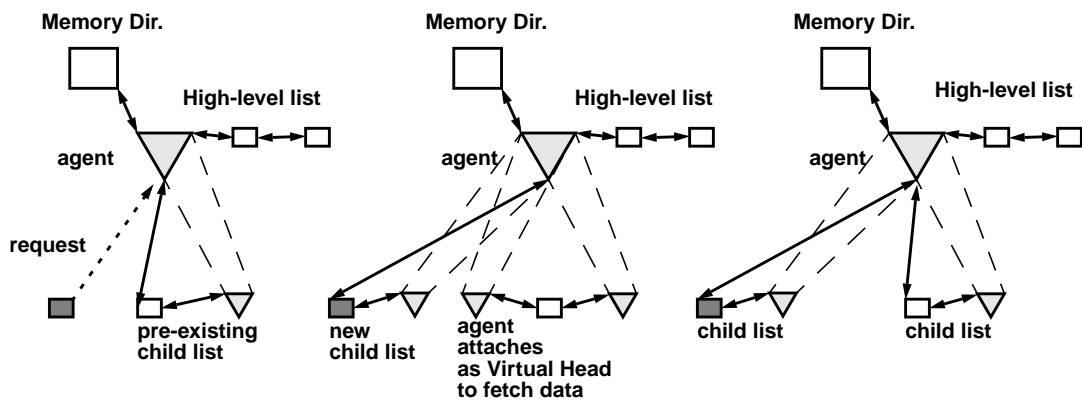 Memory Dir.
High-level list
agent
request
pre-existing
child list
Memory Dir.
High-level list
agent
new
child list
agent
attaches
as Virtual Head
to fetch data
Memory Dir.
High-level list
agent
child list
child list